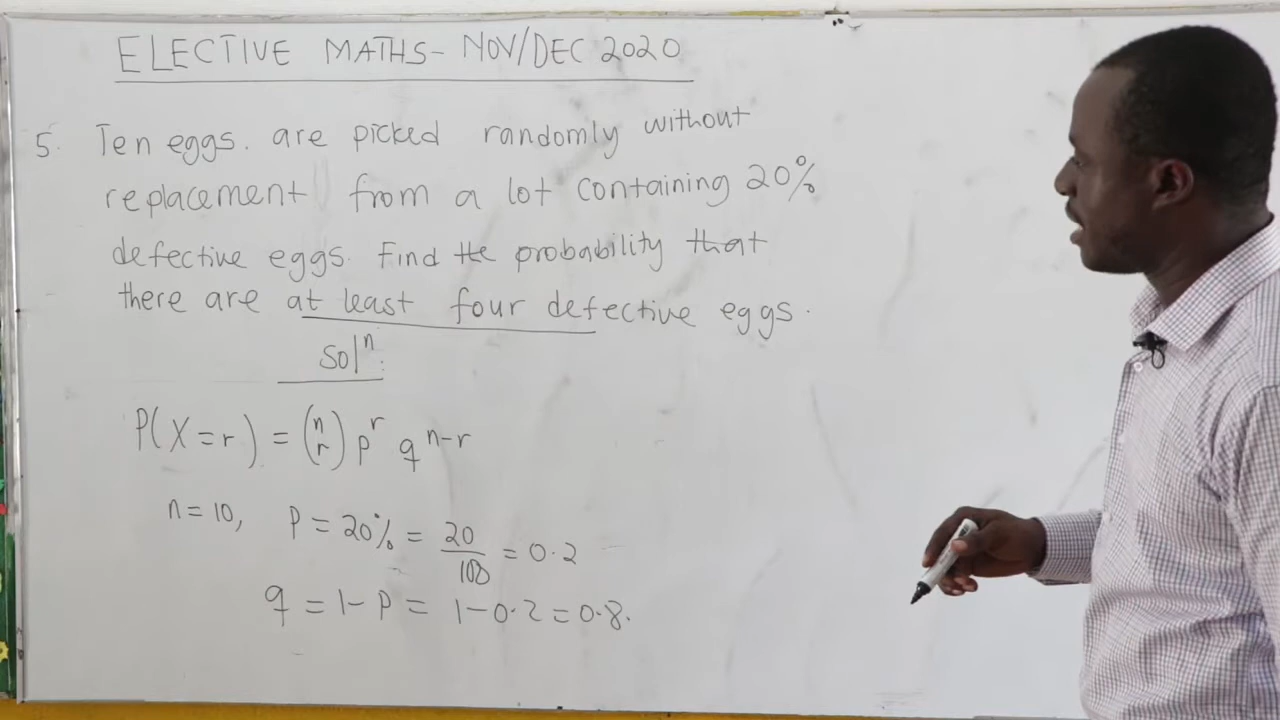 ELECTIVE MATHS - NOV/DEC 2020
5. Ten eggs. are picked randomly without
replacement from a lot containing 20%
defective eggs. Find the probability that
there are at least four defective eggs.
Solⁿ:
P(X=r) = (n r) pʳ qⁿ⁻ʳ
n=10, P = 20% = 20/100 = 0.2
q = 1-P = 1-0.2 = 0.8.